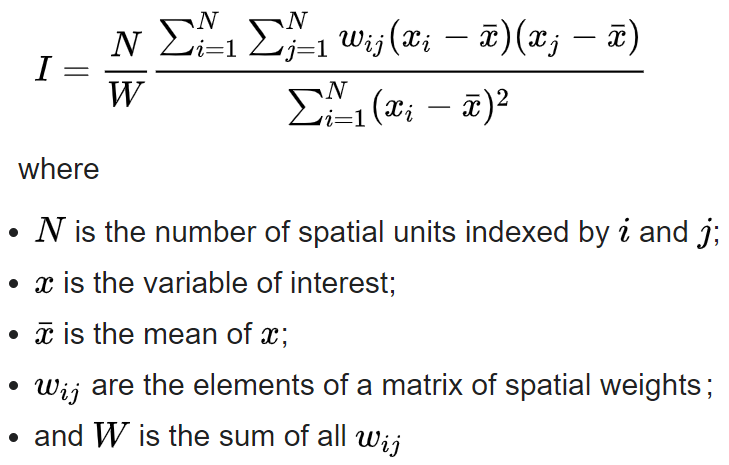 I = \frac{N}{W} \frac{\sum_{i=1}^{N} \sum_{j=1}^{N} w_{ij}(x_i - \bar{x})(x_j - \bar{x})}{\sum_{i=1}^{N} (x_i - \bar{x})^2}
where
• N is the number of spatial units indexed by i and j;
• x is the variable of interest;
• x̄ is the mean of x;
• w_{ij} are the elements of a matrix of spatial weights;
• and W is the sum of all w_{ij}